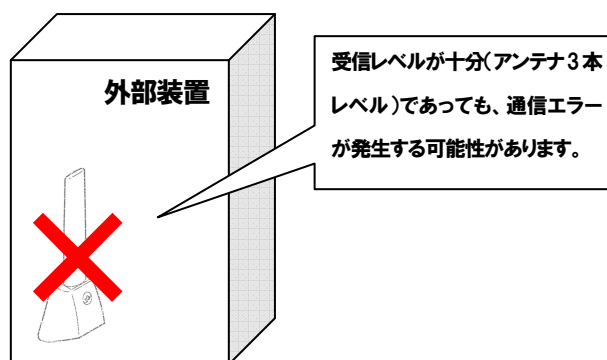 外部装置
受信レベルが十分(アンテナ3本
レベル)であっても、通信エラー
が発生する可能性があります。